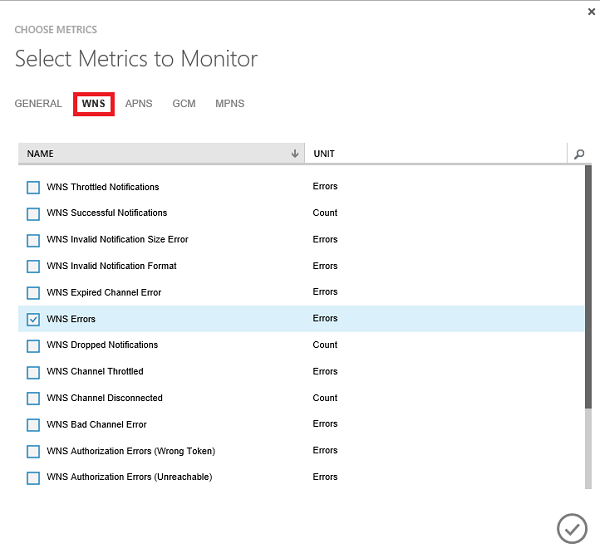 CHOOSE METRICS
Select Metrics to Monitor
GENERAL WNS APNS GCM MPNS
NAME UNIT
WNS Throttled Notifications Errors
WNS Successful Notifications Count
WNS Invalid Notification Size Error Errors
WNS Invalid Notification Format Errors
WNS Expired Channel Error Errors
WNS Errors Errors
WNS Dropped Notifications Count
WNS Channel Throttled Errors
WNS Channel Disconnected Count
WNS Bad Channel Error Errors
WNS Authorization Errors (Wrong Token) Errors
WNS Authorization Errors (Unreachable) Errors